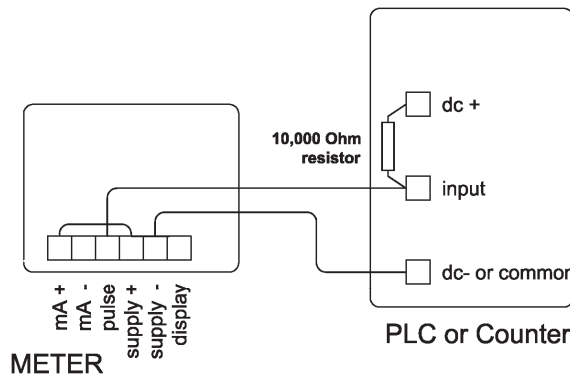 dc +
10,000 Ohm
resistor
input
dc- or common
mA +
mA -
pulse
supply +
supply -
display
METER
PLC or Counter